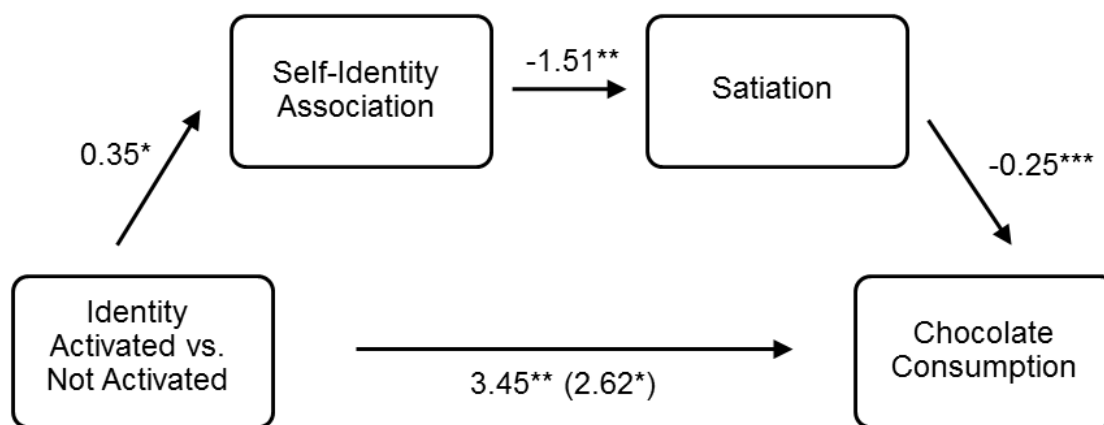 Self-Identity
Association
-1.51**
Satiation
0.35*
-0.25***
Identity
Activated vs.
Not Activated
3.45** (2.62*)
Chocolate
Consumption